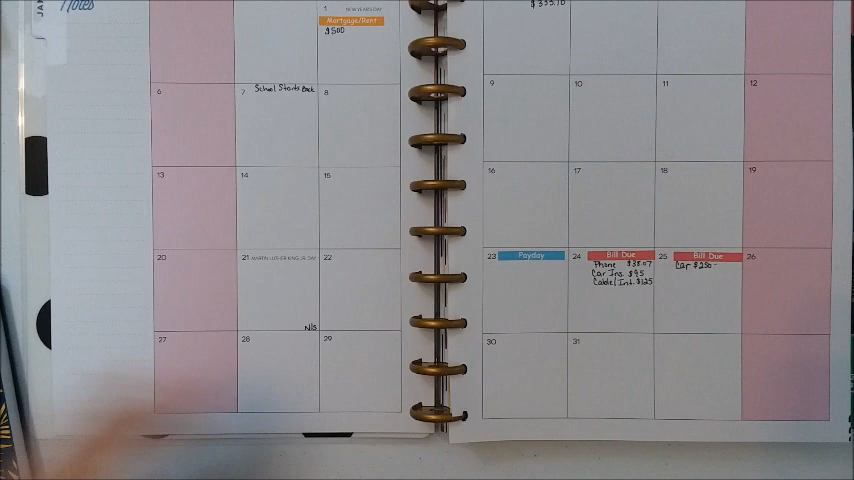 Notes
JAN
1 NEW YEAR'S DAY
Mortgage/Rent
$500
$335.10
6
7 School Starts Back
8
9
10
11
12
13
14
15
16
17
18
19
20
21 MARTIN LUTHER KING JR. DAY
N/S
22
23 Payday
24 Bill Due
Phone $35.07
Car Ins. $95
Cable/Int. $125
25 Bill Due
Car $250-
26
27
28
29
30
31